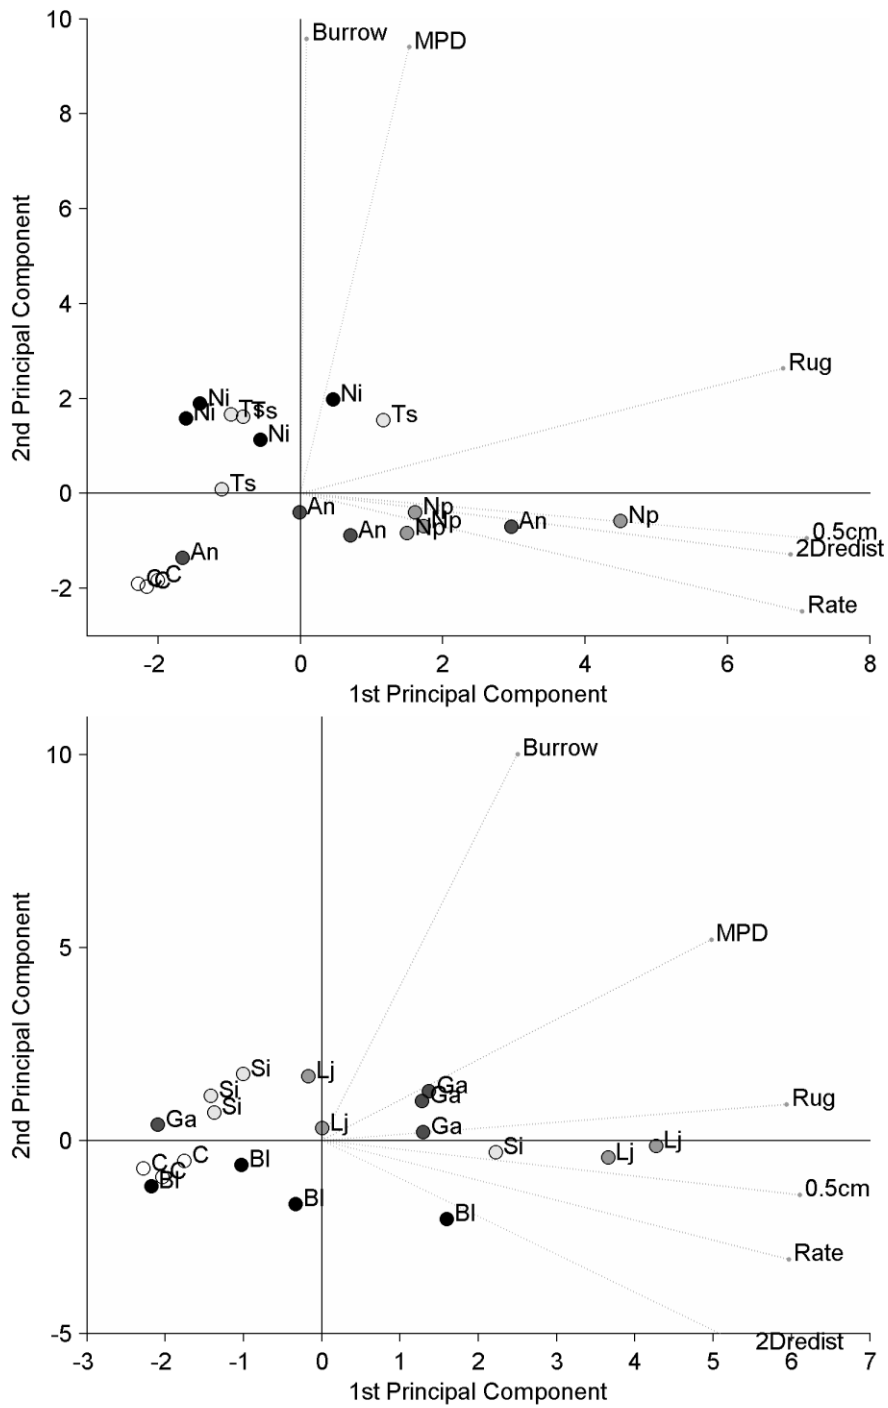 10
Burrow
MPD
8
6
4
Rug
2
Ni
Ni
Ts
Ts
Ni
Ts
Ni
Ts
0
An
Np
Np
Np
An
An
Np
0.5cm
2Dredist
An
C
C
C
-2
Rate
-2
0
2
4
6
8
1st Principal Component
2nd Principal Component
10
Burrow
5
MPD
Si
Si
Si
Lj
Ga
Ga
Ga
Ga
Lj
Rug
0
Si
Lj
Lj
C
C
C
Bl
Bl
Bl
Bl
0.5cm
Rate
2Dredist
-5
-3
-2
-1
0
1
2
3
4
5
6
7
1st Principal Component
2nd Principal Component